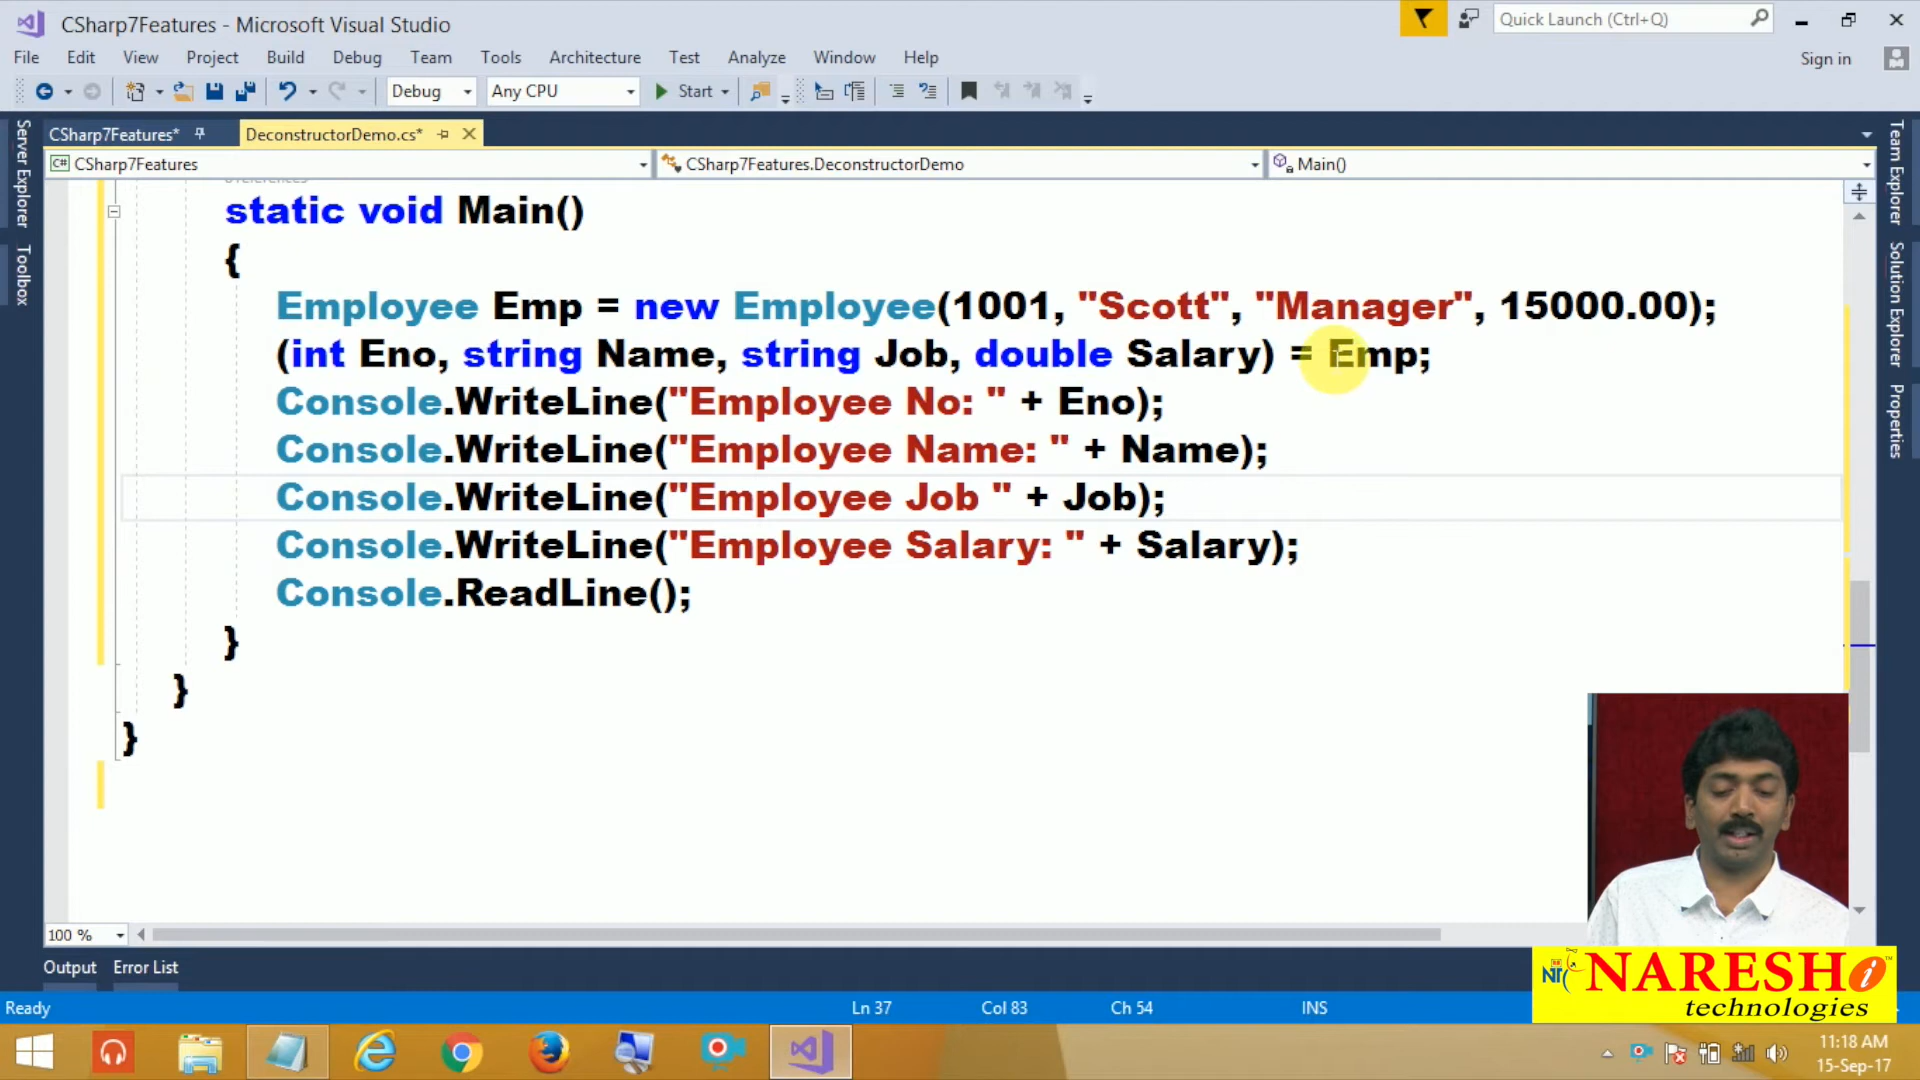 CSharp7Features - Microsoft Visual Studio
Quick Launch (Ctrl+Q)
File Edit View Project Build Debug Team Tools Architecture Test Analyze Window Help
Sign in
Debug Any CPU Start
CSharp7Features* DeconstructorDemo.cs*
C# CSharp7Features CSharp7Features.DeconstructorDemo Main()
Server Explorer
Toolbox
Team Explorer
Solution Explorer
Properties
static void Main()
{
Employee Emp = new Employee(1001, "Scott", "Manager", 15000.00);
(int Eno, string Name, string Job, double Salary) = Emp;
Console.WriteLine("Employee No: " + Eno);
Console.WriteLine("Employee Name: " + Name);
Console.WriteLine("Employee Job " + Job);
Console.WriteLine("Employee Salary: " + Salary);
Console.ReadLine();
}
}
}
100 %
Output Error List
Ready Ln 37 Col 83 Ch 54 INS
NARESH i
technologies
11:18 AM
15-Sep-17